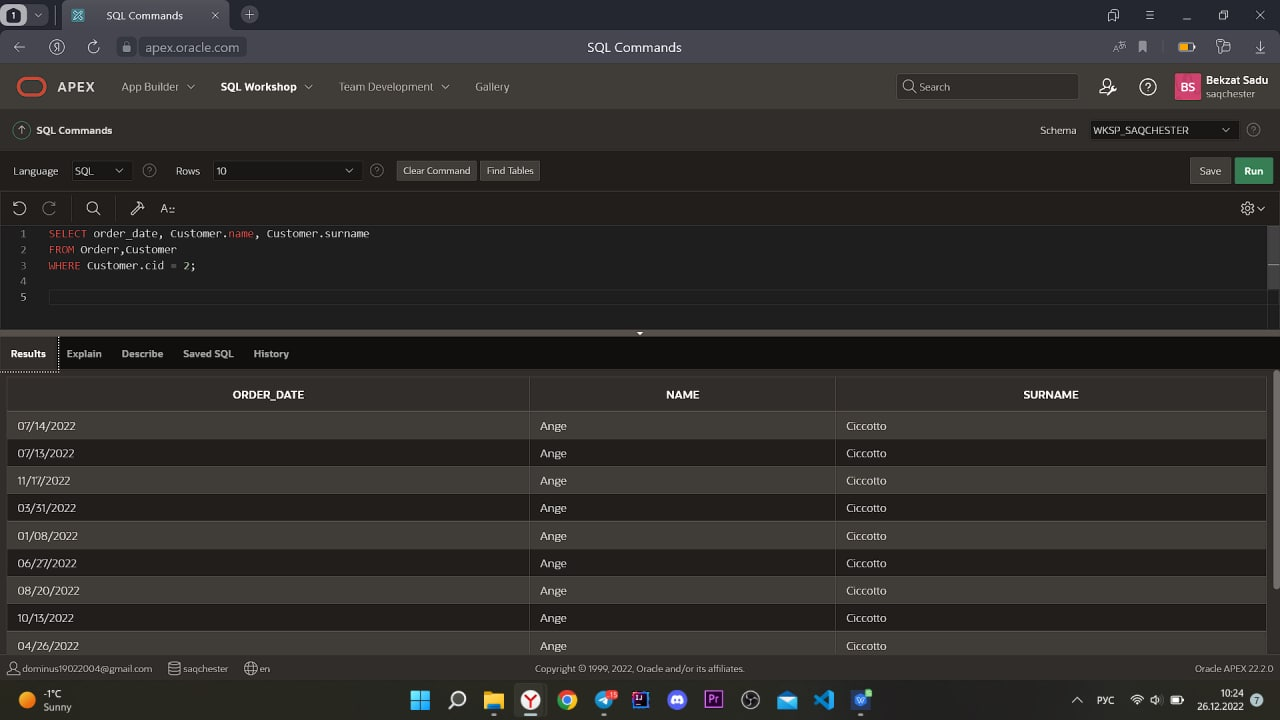 1
SQL Commands
apex.oracle.com
SQL Commands
APEX
App Builder
SQL Workshop
Team Development
Gallery
Search
BS
Bekzat Sadu
saqchester
SQL Commands
Schema
WKSP_SAQCHESTER
Language
SQL
Rows
10
Clear Command
Find Tables
Save
Run
1 SELECT order_date, Customer.name, Customer.surname
2 FROM Orderr,Customer
3 WHERE Customer.cid = 2;
4
5
Results Explain Describe Saved SQL History
ORDER_DATE NAME SURNAME
07/14/2022 Ange Ciccotto
07/13/2022 Ange Ciccotto
11/17/2022 Ange Ciccotto
03/31/2022 Ange Ciccotto
01/08/2022 Ange Ciccotto
06/27/2022 Ange Ciccotto
08/20/2022 Ange Ciccotto
10/13/2022 Ange Ciccotto
04/26/2022 Ange Ciccotto
dominus19022004@gmail.com saqchester en
Copyright © 1999, 2022, Oracle and/or its affiliates.
Oracle APEX 22.2.0
-1°C
Sunny
15
Pr
РУС
10:24
26.12.2022
7